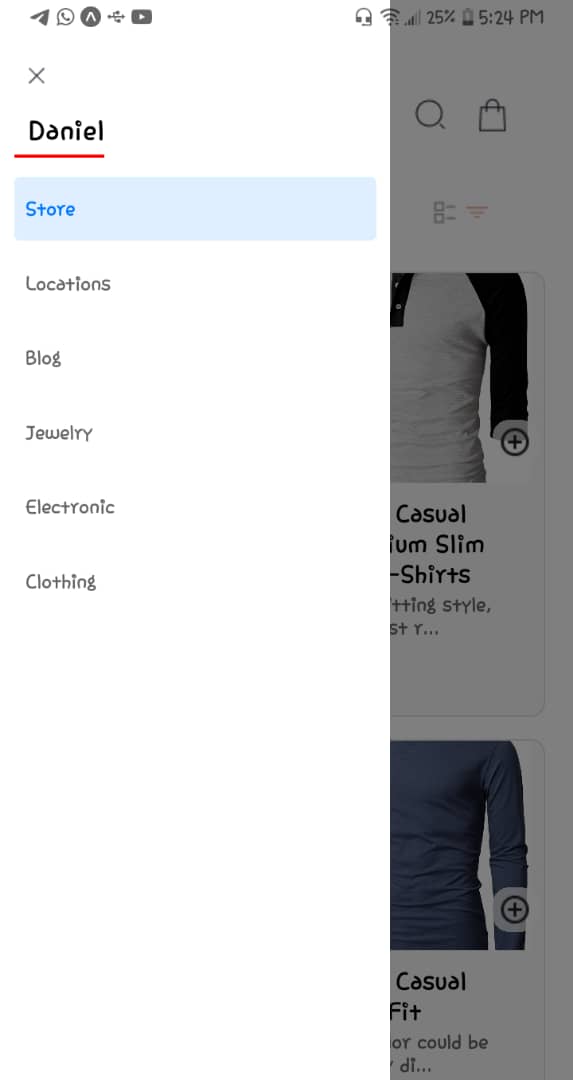 25% 5:24 PM
Daniel
Store
Locations
Blog
Jewelry
Electronic
Clothing
Casual
ium Slim
-Shirts
tting style,
st r...
Casual
Fit
or could be
di...